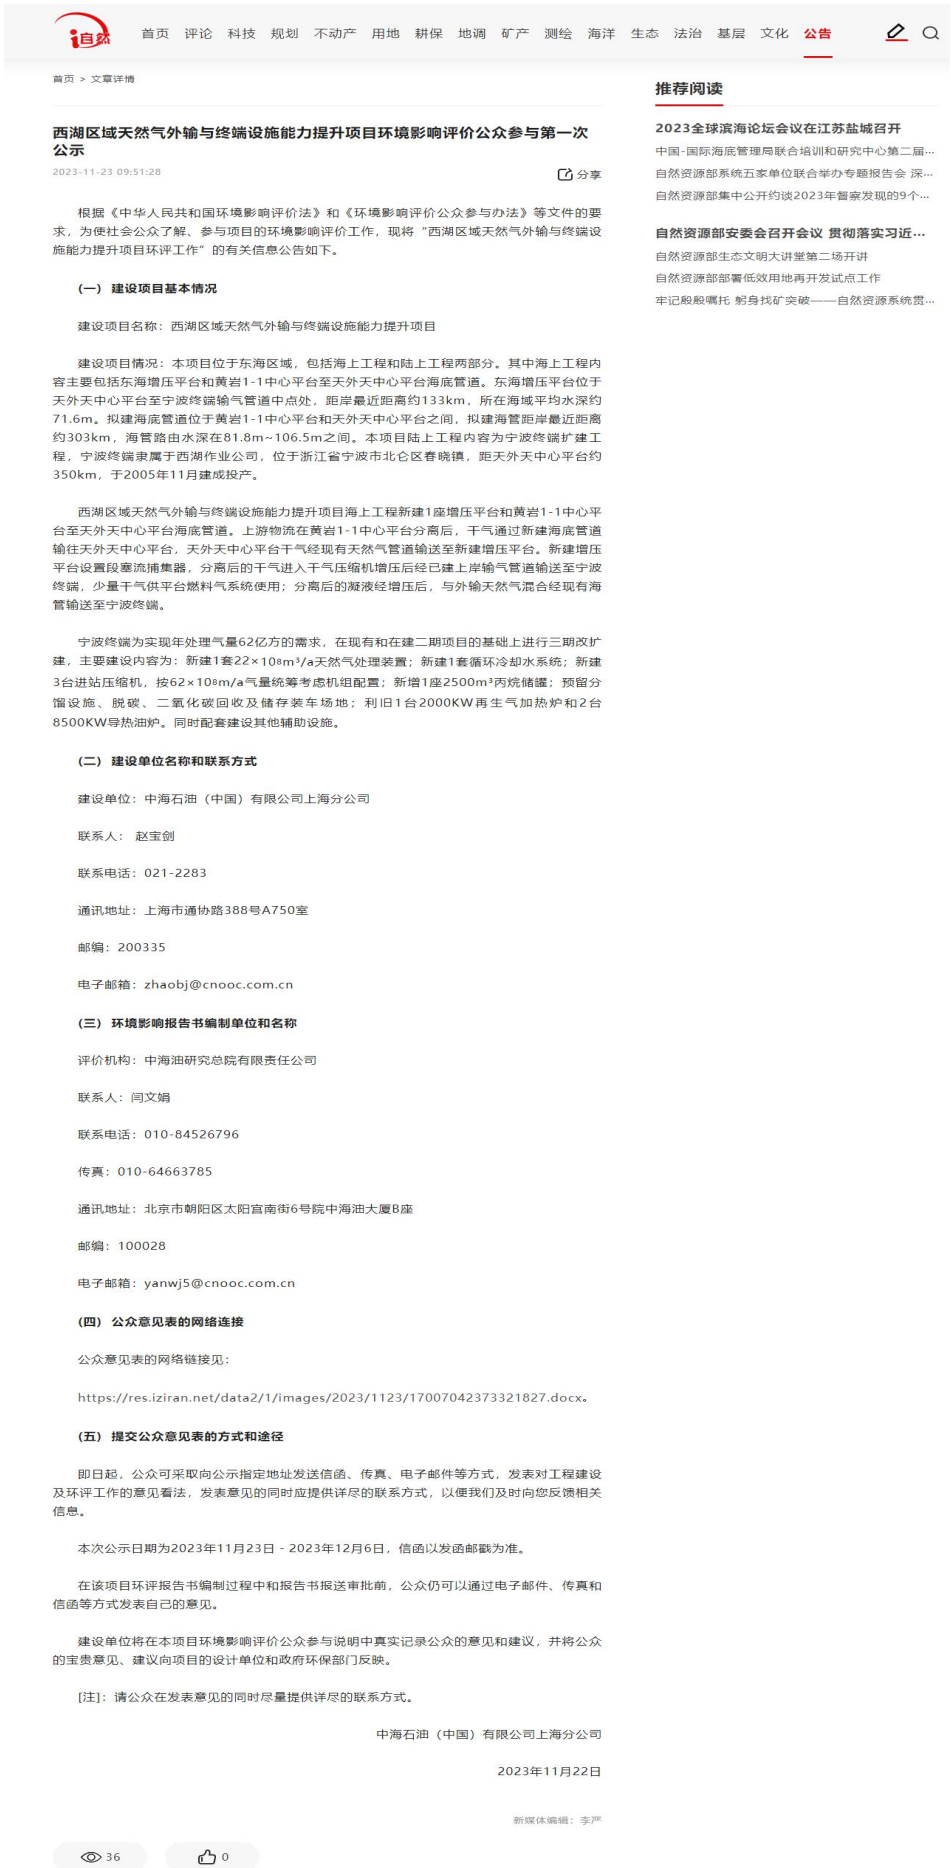 i自然
首页 评论 科技 规划 不动产 用地 耕保 地调 矿产 测绘 海洋 生态 法治 基层 文化 公告
首页 > 文章详情
西湖区域天然气外输与终端设施能力提升项目环境影响评价公众参与第一次
公示
2023-11-23 09:51:28
分享
根据《中华人民共和国环境影响评价法》和《环境影响评价公众参与办法》等文件的要
求，为使社会公众了解、参与项目的环境影响评价工作，现将“西湖区域天然气外输与终端设
施能力提升项目环评工作”的有关信息公告如下。
(一) 建设项目基本情况
建设项目名称：西湖区域天然气外输与终端设施能力提升项目
建设项目情况：本项目位于东海区域，包括海上工程和陆上工程两部分。其中海上工程内
容主要包括东海增压平台和黄岩1-1中心平台至天外天中心平台海底管道。东海增压平台位于
天外天中心平台至宁波终端输气管道中点处，距岸最近距离约133km，所在海域平均水深约
71.6m。拟建海底管道位于黄岩1-1中心平台和天外天中心平台之间，拟建海管距岸最近距离
约303km，海管路由水深在81.8m~106.5m之间。本项目陆上工程内容为宁波终端扩建工
程，宁波终端隶属于西湖作业公司，位于浙江省宁波市北仑区春晓镇，距天外天中心平台约
350km，于2005年11月建成投产。
西湖区域天然气外输与终端设施能力提升项目海上工程新建1座增压平台和黄岩1-1中心平
台至天外天中心平台海底管道。上游物流在黄岩1-1中心平台分离后，干气通过新建海底管道
输往天外天中心平台，天外天中心平台干气经现有天然气管道输送至新建增压平台。新建增压
平台设置段塞流捕集器，分离后的干气进入干气压缩机增压后经已建上岸输气管道输送至宁波
终端，少量干气供平台燃料气系统使用；分离后的凝液经增压后，与外输天然气混合经现有海
管输送至宁波终端。
宁波终端为实现年处理气量62亿方的需求，在现有和在建二期项目的基础上进行三期改扩
建，主要建设内容为：新建1套22×10⁸m³/a天然气处理装置；新建1套循环冷却水系统；新建
3台进站压缩机，按62×10⁸m/a气量统筹考虑机组配置；新增1座2500m³丙烷储罐；预留分
馏设施、脱碳、二氧化碳回收及储存装车场地；利旧1台2000KW再生气加热炉和2台
8500KW导热油炉。同时配套建设其他辅助设施。
(二) 建设单位名称和联系方式
建设单位：中海石油（中国）有限公司上海分公司
联系人： 赵宝剑
联系电话：021-2283
通讯地址：上海市通协路388号A750室
邮编：200335
电子邮箱：zhaobj@cnooc.com.cn
(三) 环境影响报告书编制单位和名称
评价机构：中海油研究总院有限责任公司
联系人：闫文娟
联系电话：010-84526796
传真：010-64663785
通讯地址：北京市朝阳区太阳宫南街6号院中海油大厦B座
邮编：100028
电子邮箱：yanwj5@cnooc.com.cn
(四) 公众意见表的网络连接
公众意见表的网络链接见：
https://res.iziran.net/data2/1/images/2023/1123/17007042373321827.docx。
(五) 提交公众意见表的方式和途径
即日起，公众可采取向公示指定地址发送信函、传真、电子邮件等方式，发表对工程建设
及环评工作的意见看法，发表意见的同时应提供详尽的联系方式，以便我们及时向您反馈相关
信息。
本次公示日期为2023年11月23日 - 2023年12月6日，信函以发函邮戳为准。
在该项目环评报告书编制过程中和报告书报送审批前，公众仍可以通过电子邮件、传真和
信函等方式发表自己的意见。
建设单位将在本项目环境影响评价公众参与说明中真实记录公众的意见和建议，并将公众
的宝贵意见、建议向项目的设计单位和政府环保部门反映。
[注]：请公众在发表意见的同时尽量提供详尽的联系方式。
中海石油（中国）有限公司上海分公司
2023年11月22日
新媒体编辑：李严
36
0
推荐阅读
2023全球滨海论坛会议在江苏盐城召开
中国-国际海底管理局联合培训和研究中心第二届...
自然资源部系统五家单位联合举办专题报告会 深...
自然资源部集中公开约谈2023年督察发现的9个...
自然资源部安委会召开会议 贯彻落实习近...
自然资源部生态文明大讲堂第二场开讲
自然资源部部署低效用地再开发试点工作
牢记殷殷嘱托 躬身找矿突破——自然资源系统贯...